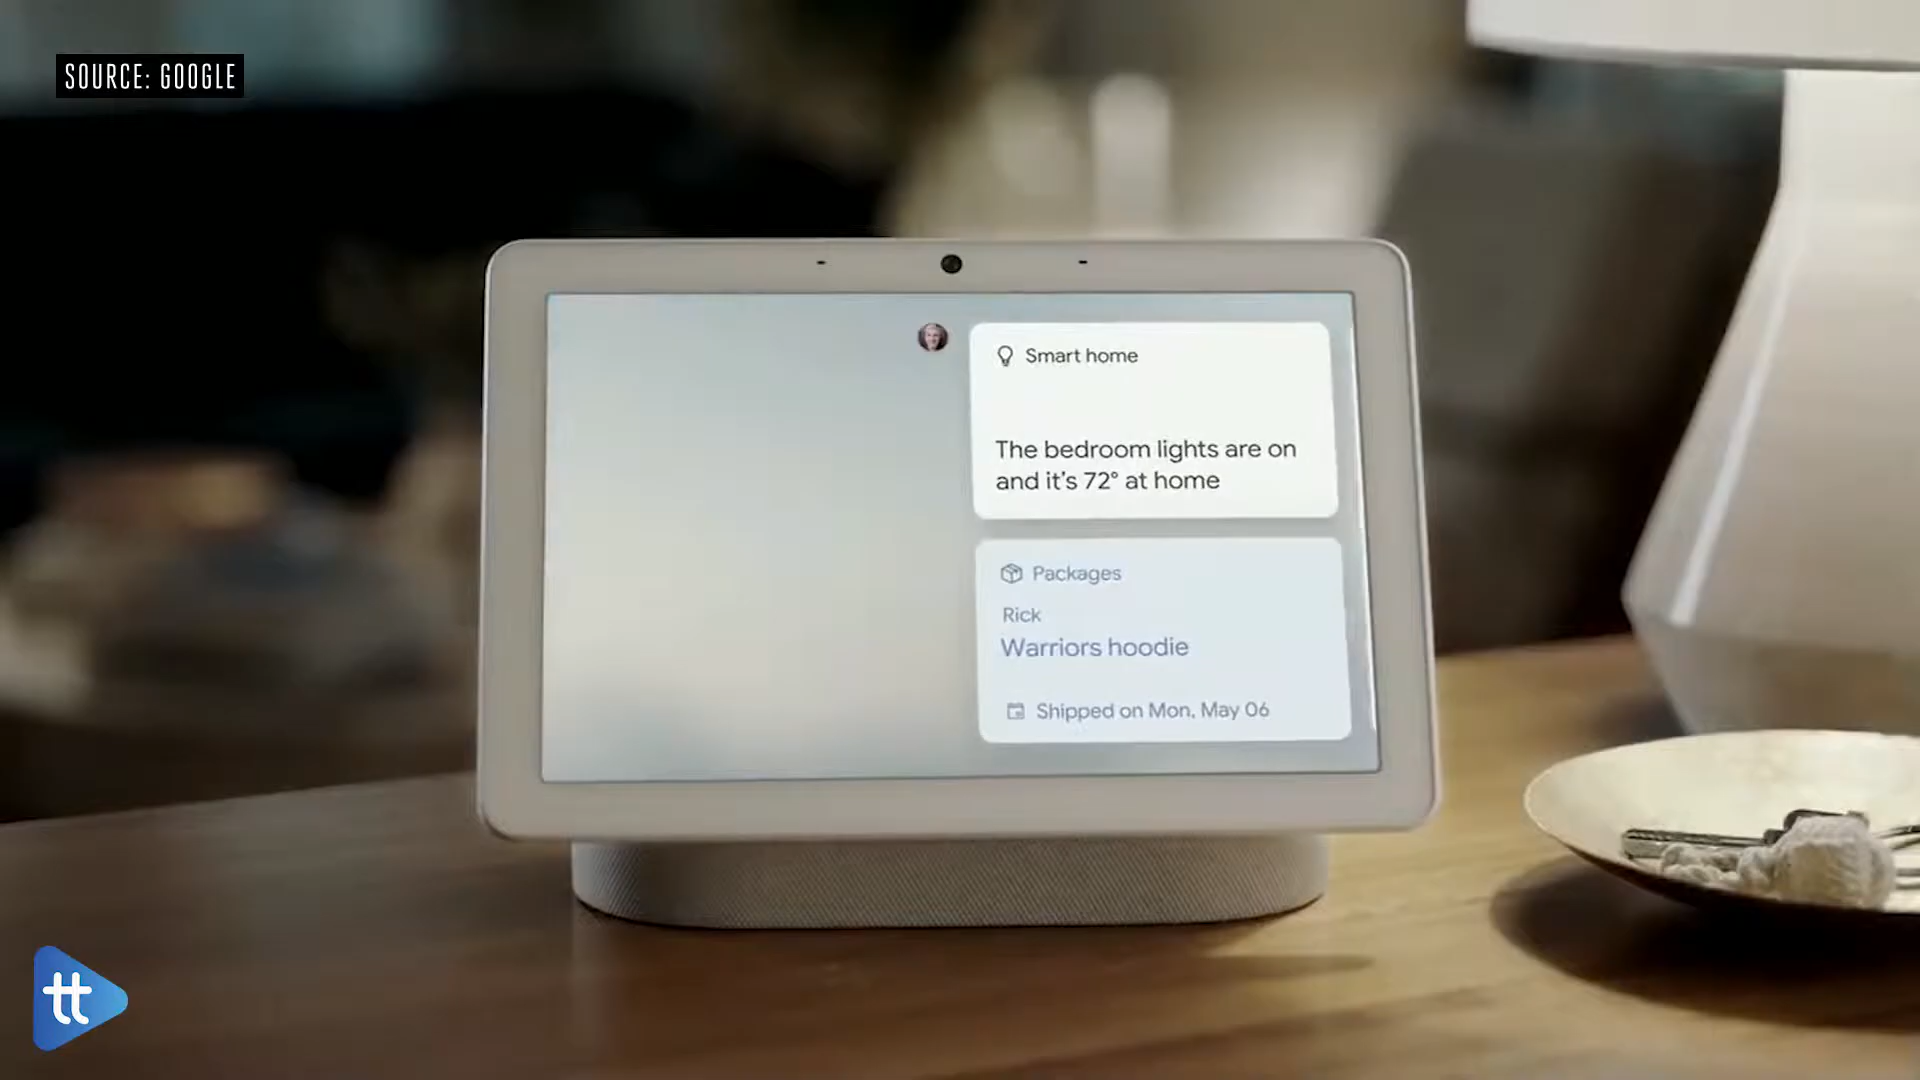 SOURCE: GOOGLE
Smart home
The bedroom lights are on
and it's 72° at home
Packages
Rick
Warriors hoodie
Shipped on Mon, May 06
tt